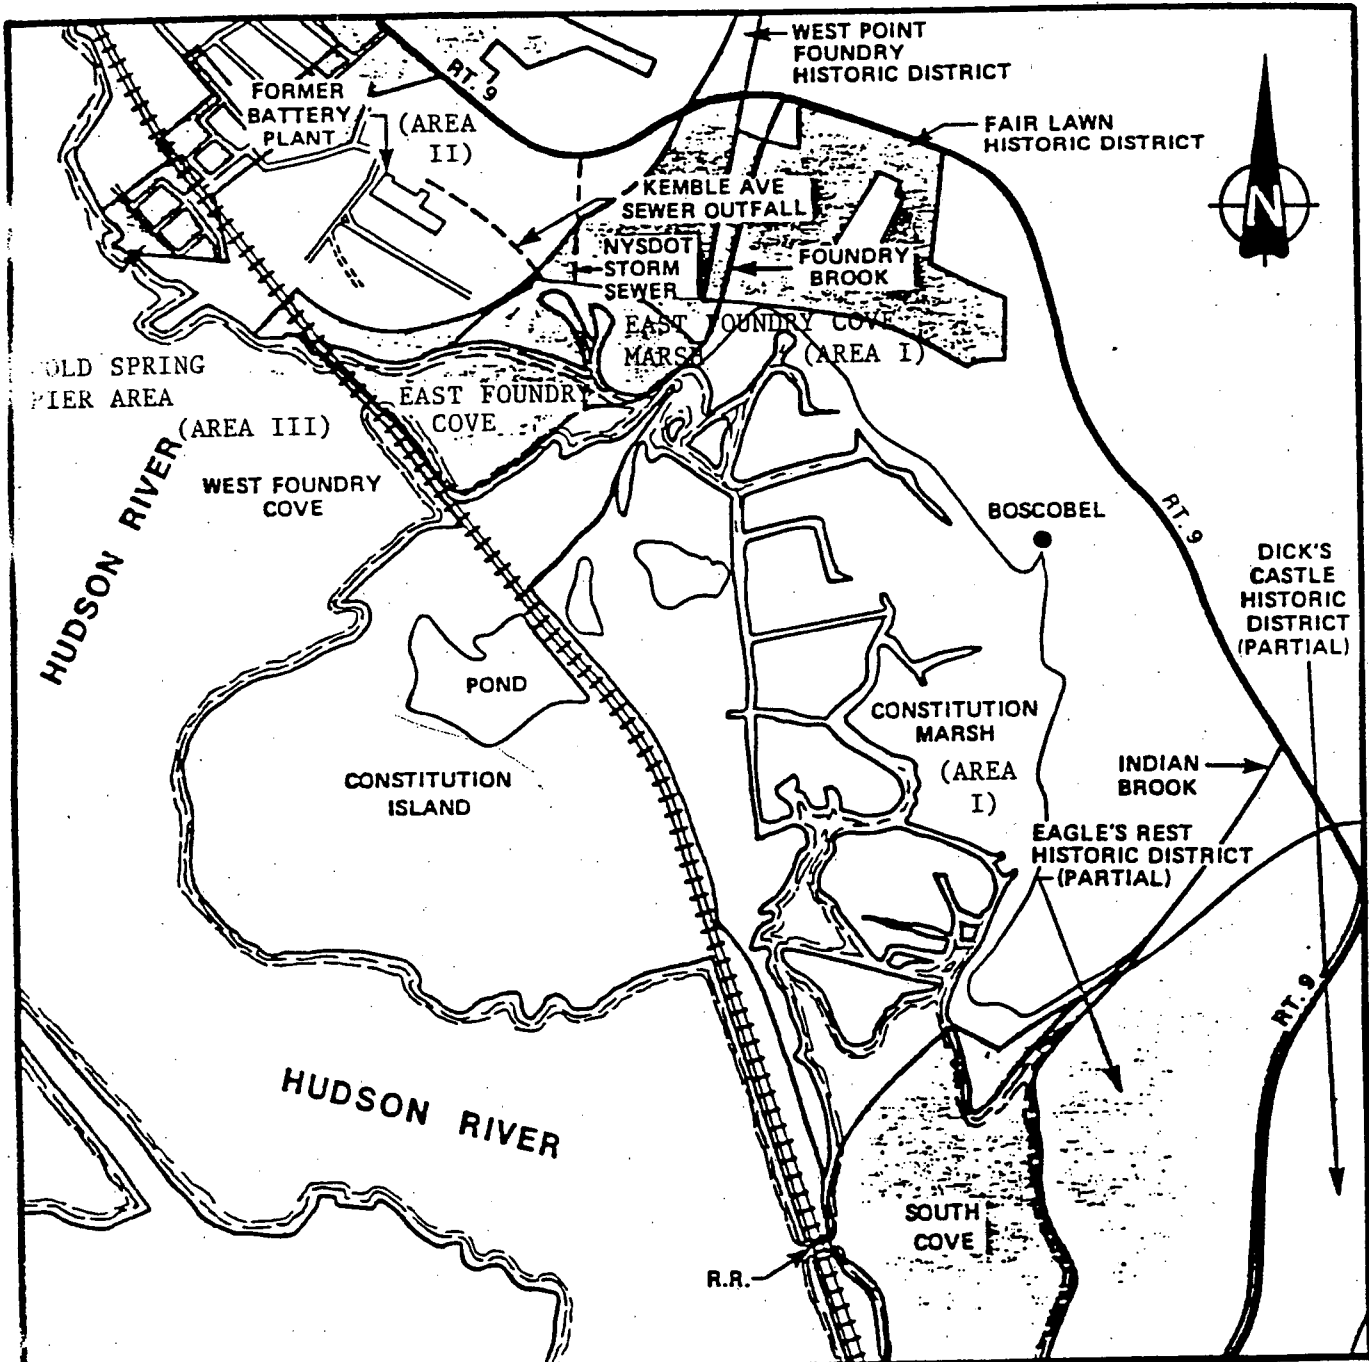 WEST POINT
FOUNDRY
HISTORIC DISTRICT
RT. 9
FORMER
BATTERY
PLANT
(AREA
II)
FAIR LAWN
HISTORIC DISTRICT
KEMBLE AVE
SEWER OUTFALL
N
NYSDOT
STORM
SEWER
FOUNDRY
BROOK
EAST FOUNDRY COVE
MARSH
(AREA I)
OLD SPRING
PIER AREA
(AREA III)
EAST FOUNDRY
COVE
WEST FOUNDRY
COVE
HUDSON RIVER
BOSCOBEL
RT. 9
DICK'S
CASTLE
HISTORIC
DISTRICT
(PARTIAL)
POND
CONSTITUTION
MARSH
(AREA
I)
CONSTITUTION
ISLAND
INDIAN
BROOK
EAGLE'S REST
HISTORIC DISTRICT
(PARTIAL)
RT. 9
HUDSON RIVER
SOUTH
COVE
R.R.